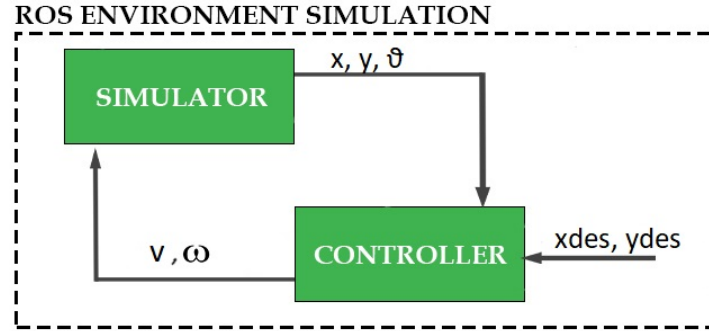 ROS ENVIRONMENT SIMULATION
x, y, ϑ
SIMULATOR
xdes, ydes
v , ω
CONTROLLER